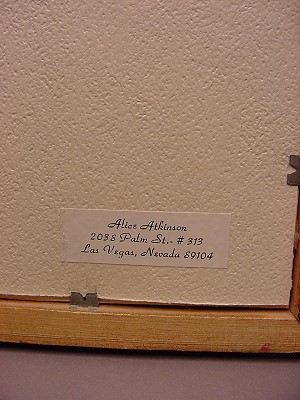 Alice Atkinson
2038 Palm St.- #313
Las Vegas, Nevada 89104